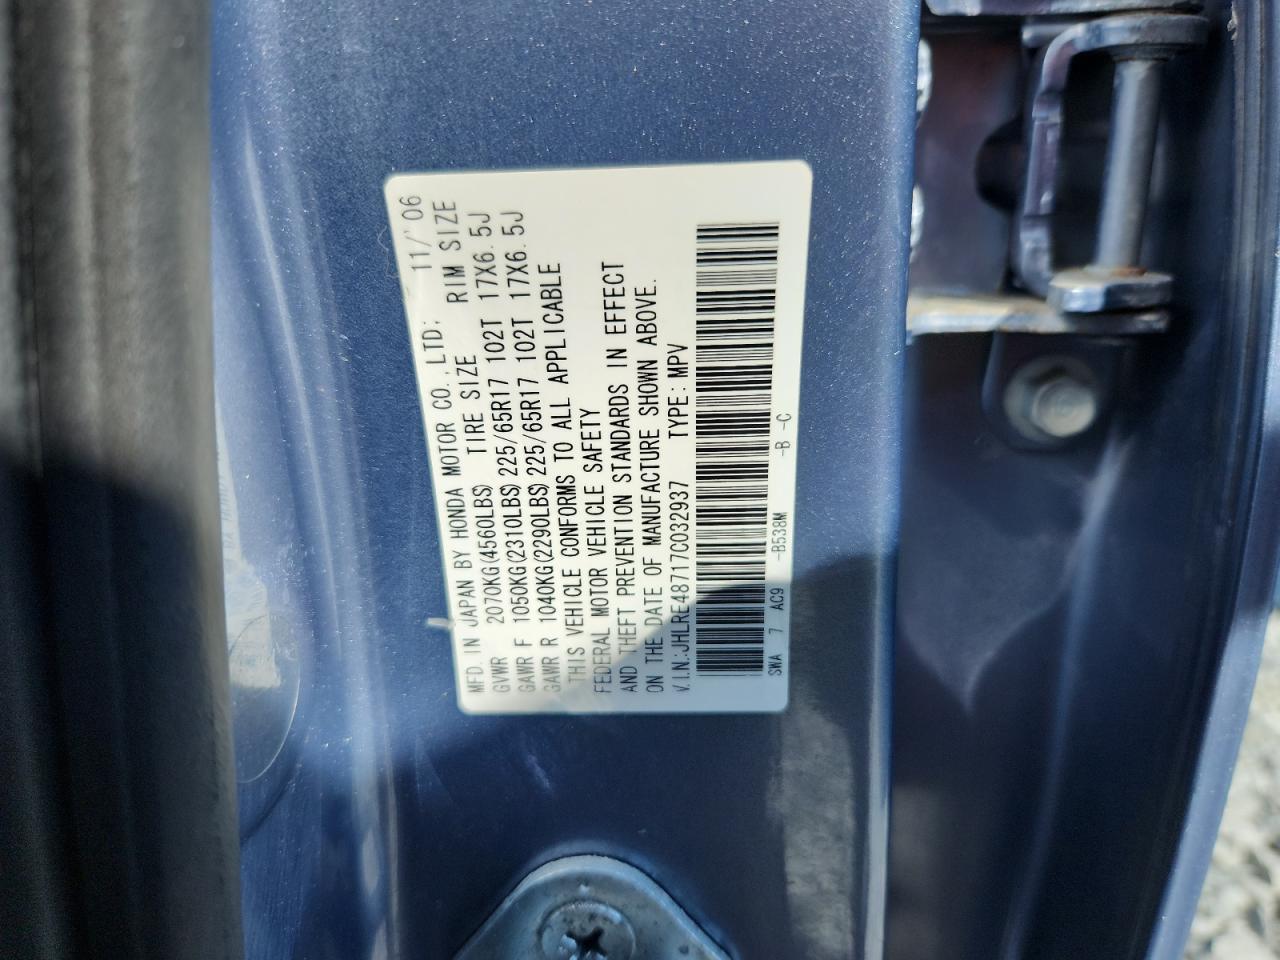 MFD. IN JAPAN BY HONDA MOTOR CO.,LTD; 11/'06
GVWR 2070KG(4560LBS) TIRE SIZE RIM SIZE
GAWR F 1050KG(2310LBS) 225/65R17 102T 17X6.5J
GAWR R 1040KG(2290LBS) 225/65R17 102T 17X6.5J
THIS VEHICLE CONFORMS TO ALL APPLICABLE
FEDERAL MOTOR VEHICLE SAFETY
AND THEFT PREVENTION STANDARDS IN EFFECT
ON THE DATE OF MANUFACTURE SHOWN ABOVE.
V.I.N.:JHLRE48717C032937 TYPE: MPV
SWA 7 AC9 -B538M -B -C